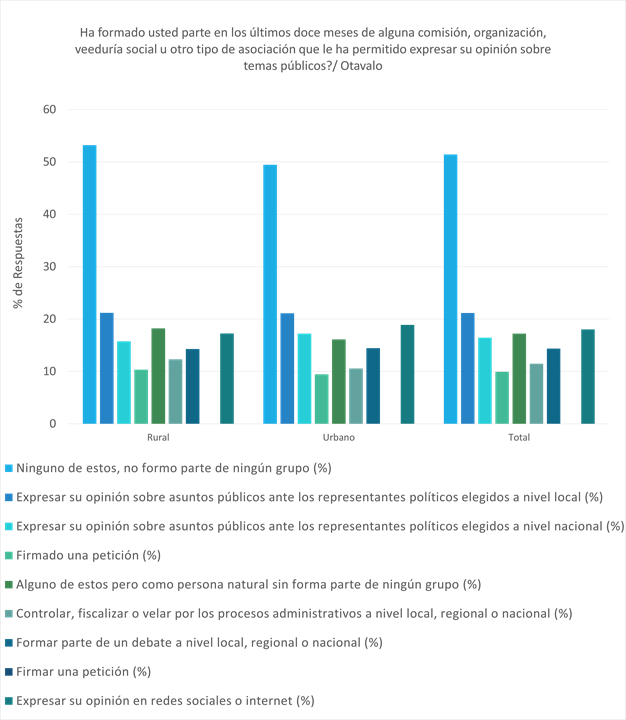 Ha formado usted parte en los últimos doce meses de alguna comisión, organización,
veeduría social u otro tipo de asociación que le ha permitido expresar su opinión sobre
temas públicos?/ Otavalo
60
50
40
30
20
10
0
% de Respuestas
Rural
Urbano
Total
Ninguno de estos, no formo parte de ningún grupo (%)
Expresar su opinión sobre asuntos públicos ante los representantes políticos elegidos a nivel local (%)
Expresar su opinión sobre asuntos públicos ante los representantes políticos elegidos a nivel nacional (%)
Firmado una petición (%)
Alguno de estos pero como persona natural sin forma parte de ningún grupo (%)
Controlar, fiscalizar o velar por los procesos administrativos a nivel local, regional o nacional (%)
Formar parte de un debate a nivel local, regional o nacional (%)
Firmar una petición (%)
Expresar su opinión en redes sociales o internet (%)